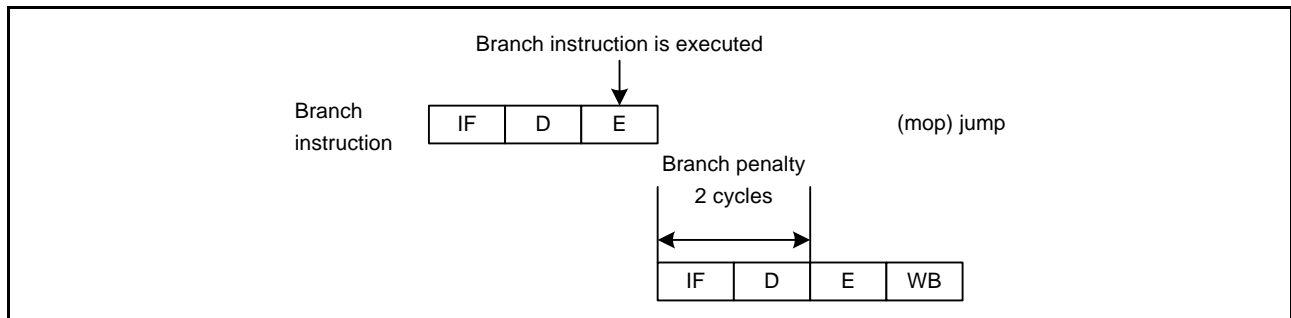 Branch instruction is executed
Branch
instruction
IF D E
(mop) jump
Branch penalty
2 cycles
IF D E WB